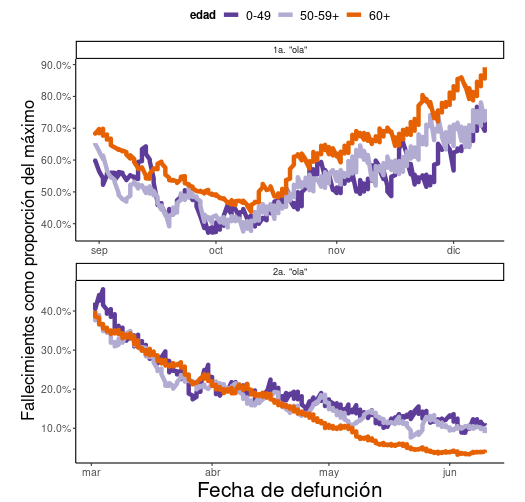 edad 0-49 50-59+ 60+
1a. "ola"
90.0%
80.0%
70.0%
60.0%
50.0%
40.0%
sep oct nov dic
2a. "ola"
40.0%
30.0%
20.0%
10.0%
mar abr may jun
Fallecimientos como proporción del máximo
Fecha de defunción